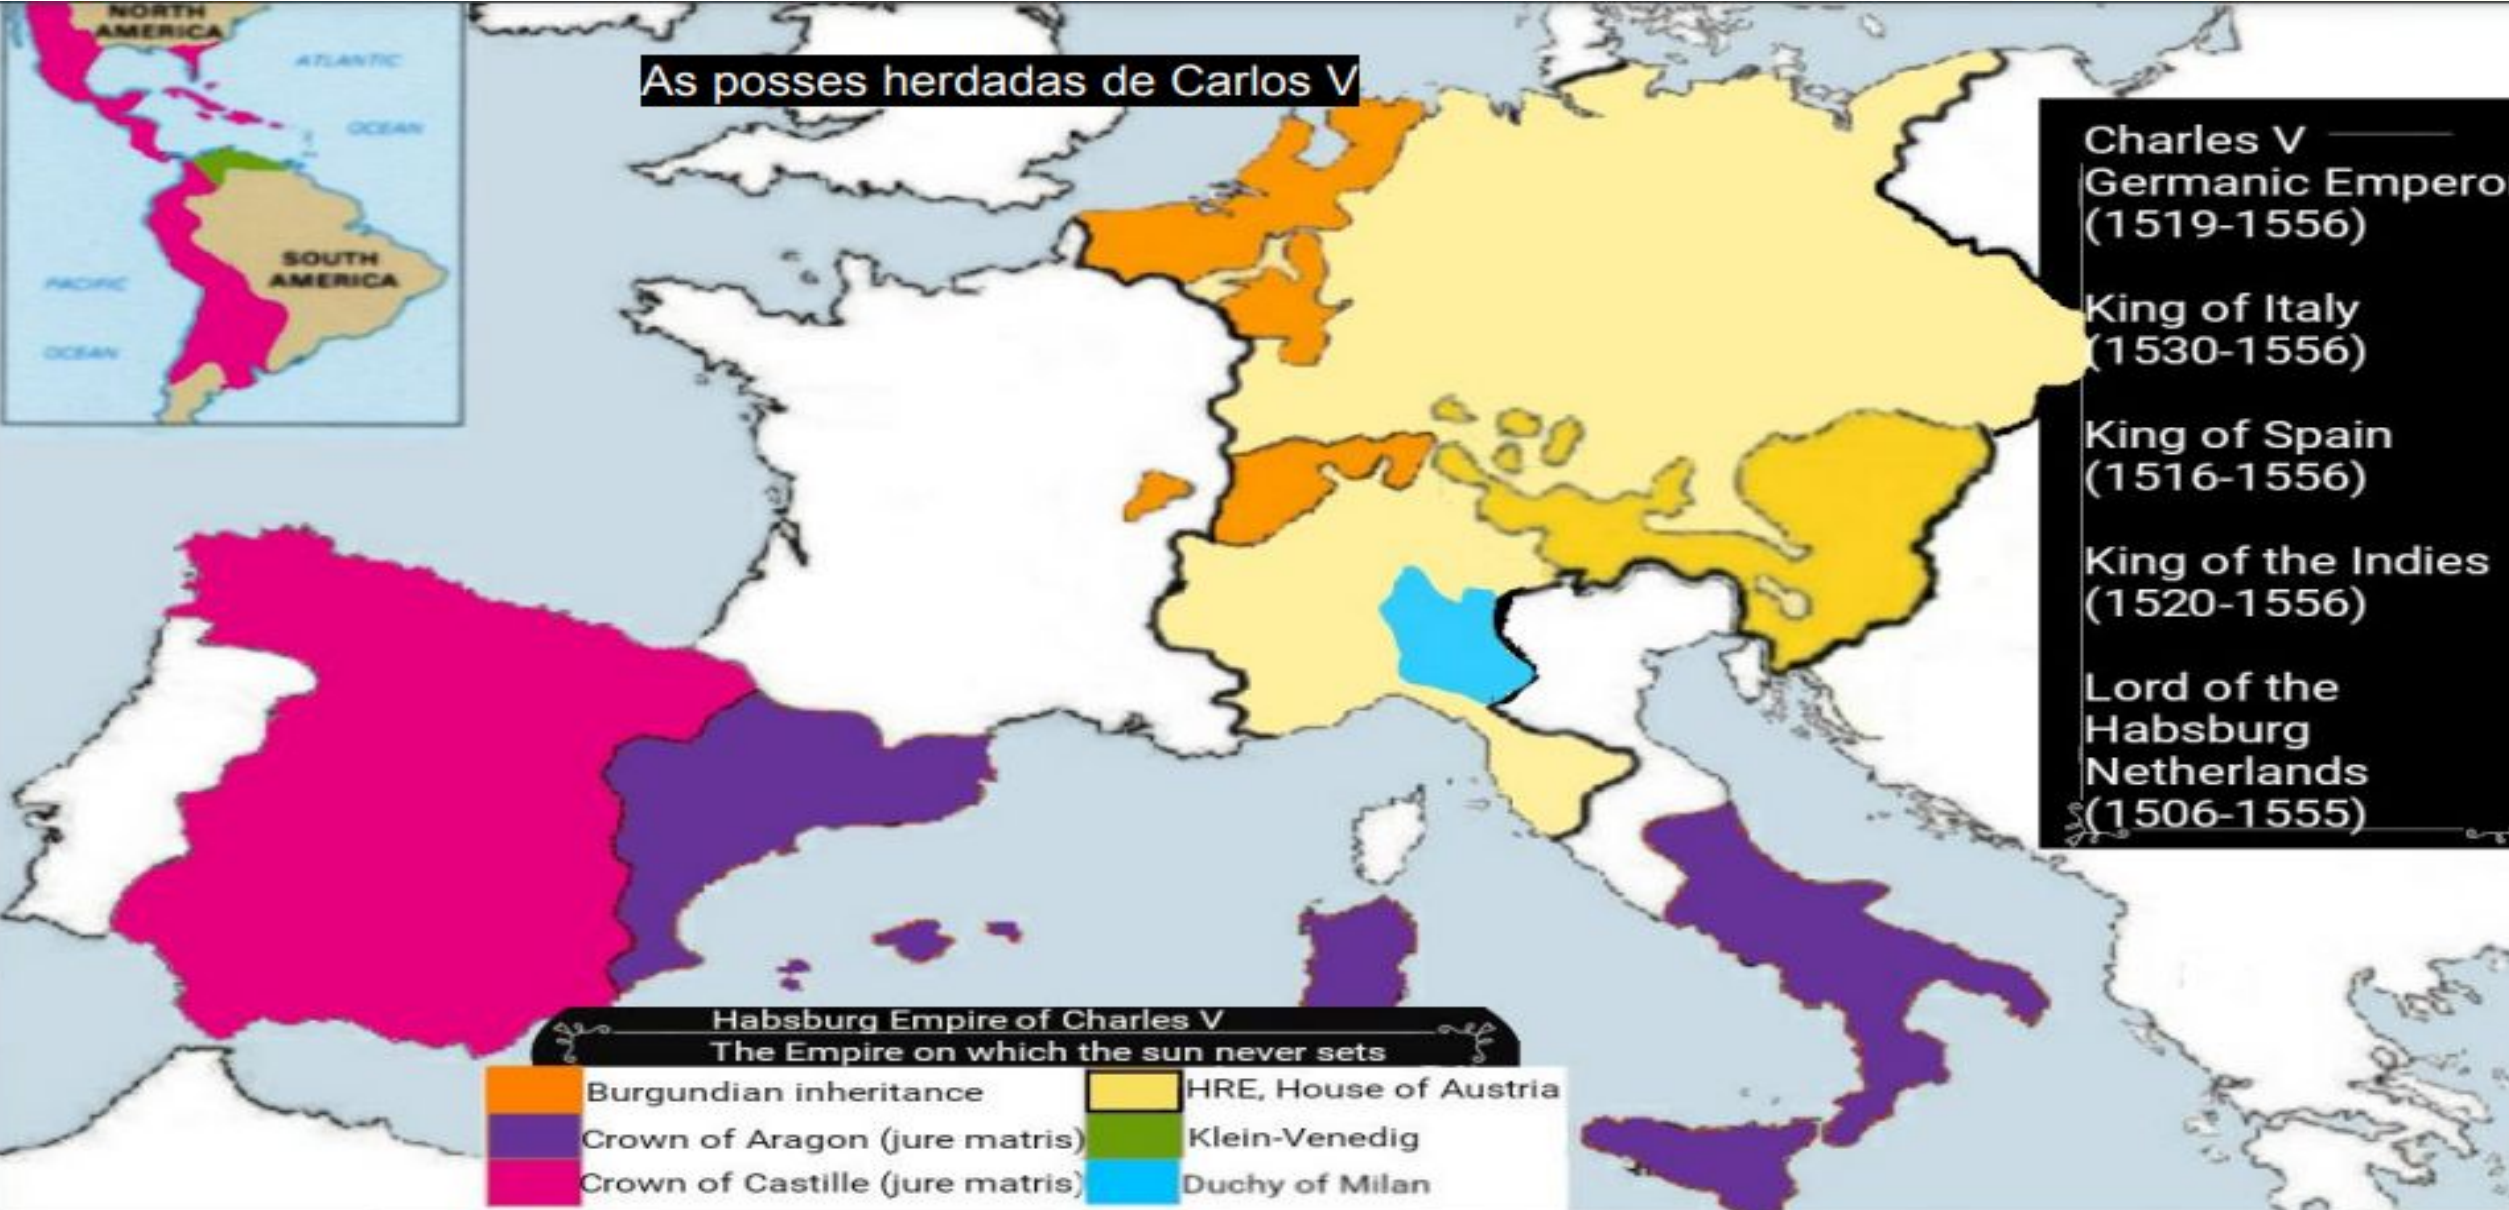 NORTH
AMERICA
ATLANTIC
OCEAN
SOUTH
AMERICA
PACIFIC
OCEAN
As posses herdadas de Carlos V
Charles V
Germanic Empero
(1519-1556)
King of Italy
(1530-1556)
King of Spain
(1516-1556)
King of the Indies
(1520-1556)
Lord of the
Habsburg
Netherlands
(1506-1555)
Habsburg Empire of Charles V
The Empire on which the sun never sets
Burgundian inheritance
HRE, House of Austria
Crown of Aragon (jure matris)
Klein-Venedig
Crown of Castille (jure matris)
Duchy of Milan